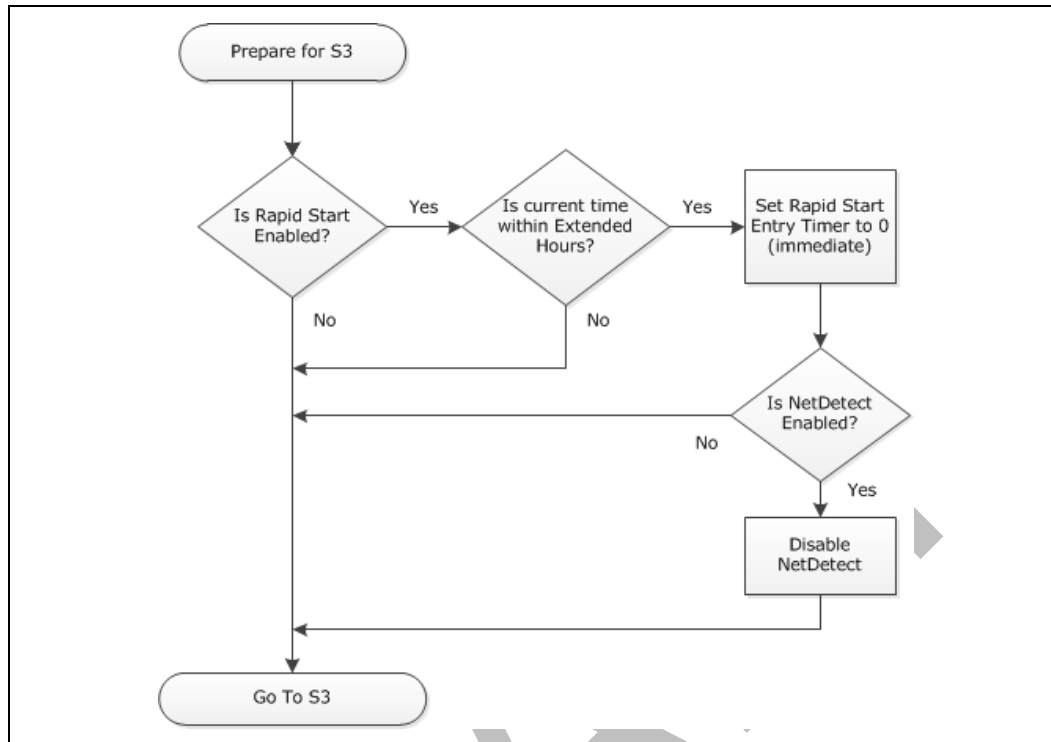 Prepare for S3
Is Rapid Start
Enabled?
Yes
Is current time
within Extended
Hours?
Yes
Set Rapid Start
Entry Timer to 0
(immediate)
No
No
Is NetDetect
Enabled?
No
Yes
Disable
NetDetect
Go To S3